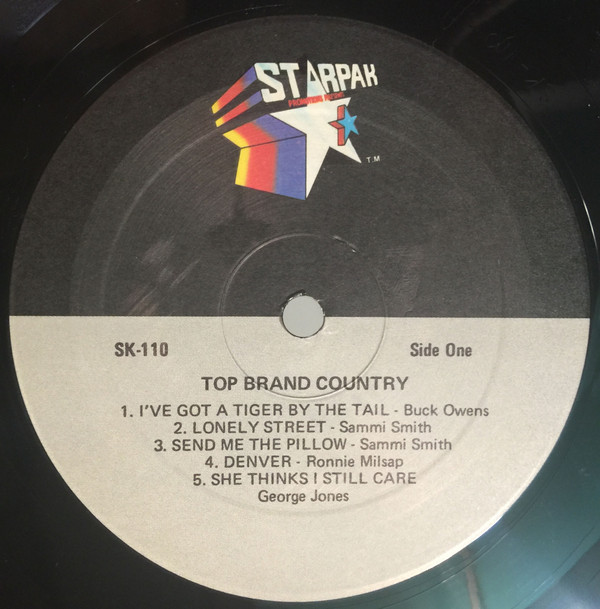 STARPAK
T.M.
SK-110 Side One
TOP BRAND COUNTRY
1. I'VE GOT A TIGER BY THE TAIL - Buck Owens
2. LONELY STREET - Sammi Smith
3. SEND ME THE PILLOW - Sammi Smith
4. DENVER - Ronnie Milsap
5. SHE THINKS I STILL CARE
George Jones